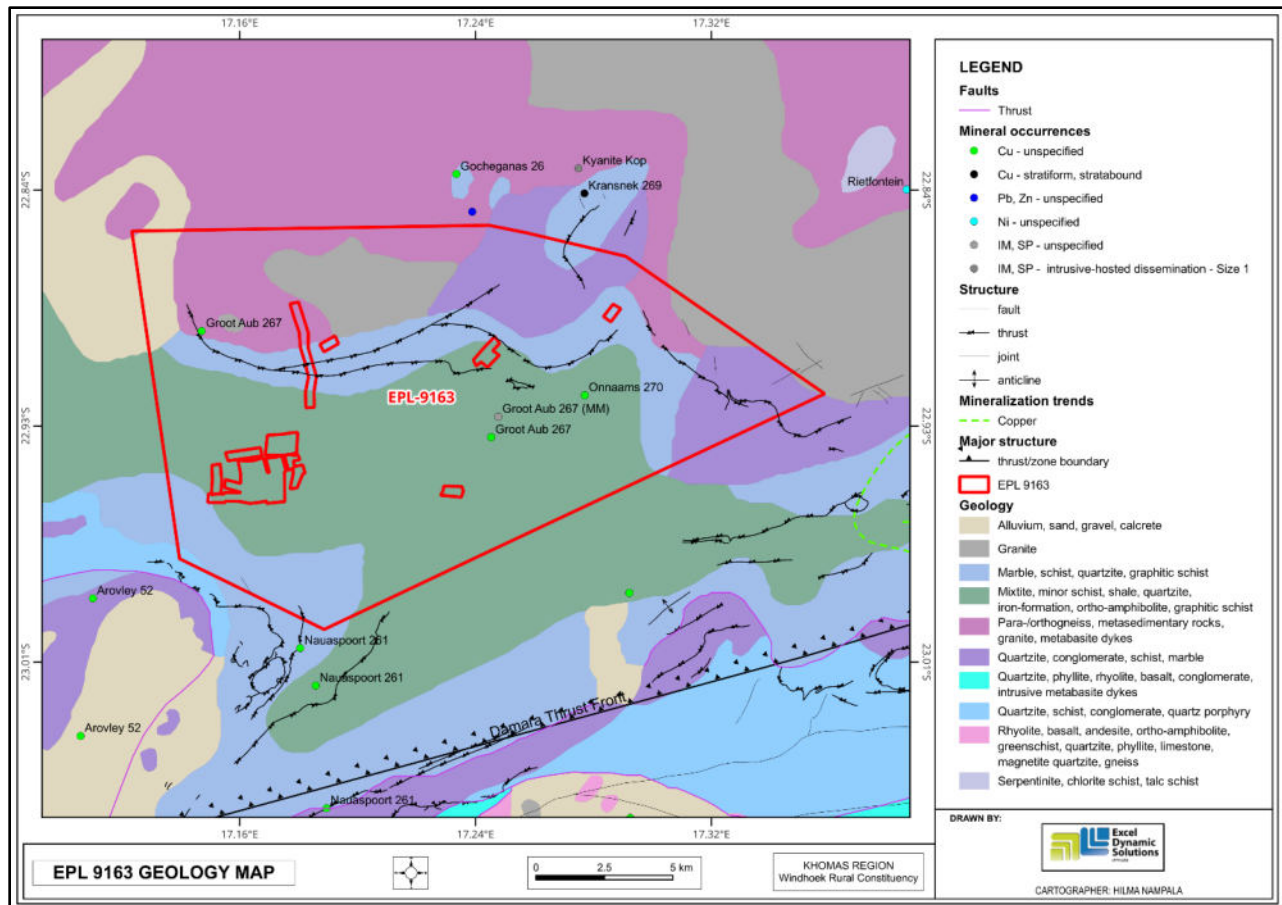 17.16°E
17.24°E
17.32°E
22.84°S
22.84°S
Gocheganas 26
Kyanite Kop
Kransnek 269
Rietfontein
Groot Aub 267
EPL-9163
Onnaams 270
Groot Aub 267 (MM)
Groot Aub 267
22.93°S
22.93°S
Arovley 52
Nauaspoort 261
Nauaspoort 261
23.01°S
23.01°S
Arovley 52
Damara Thrust Front
Nauaspoort 261
17.16°E
17.24°E
17.32°E
LEGEND
Faults
Thrust
Mineral occurrences
Cu - unspecified
Cu - stratiform, stratabound
Pb, Zn - unspecified
Ni - unspecified
IM, SP - unspecified
IM, SP - intrusive-hosted dissemination - Size 1
Structure
fault
thrust
joint
anticline
Mineralization trends
Copper
Major structure
thrust/zone boundary
EPL 9163
Geology
Alluvium, sand, gravel, calcrete
Granite
Marble, schist, quartzite, graphitic schist
Mixtite, minor schist, shale, quartzite,
iron-formation, ortho-amphibolite, graphitic schist
Para-/orthogneiss, metasedimentary rocks,
granite, metabasite dykes
Quartzite, conglomerate, schist, marble
Quartzite, phyllite, rhyolite, basalt, conglomerate,
intrusive metabasite dykes
Quartzite, schist, conglomerate, quartz porphyry
Rhyolite, basalt, andesite, ortho-amphibolite,
greenschist, quartzite, phyllite, limestone,
magnetite quartzite, gneiss
Serpentinite, chlorite schist, talc schist
EPL 9163 GEOLOGY MAP
0 2.5 5 km
KHOMAS REGION
Windhoek Rural Constituency
DRAWN BY:
Excel
Dynamic
Solutions
CARTOGRAPHER: HILMA NAMPALA